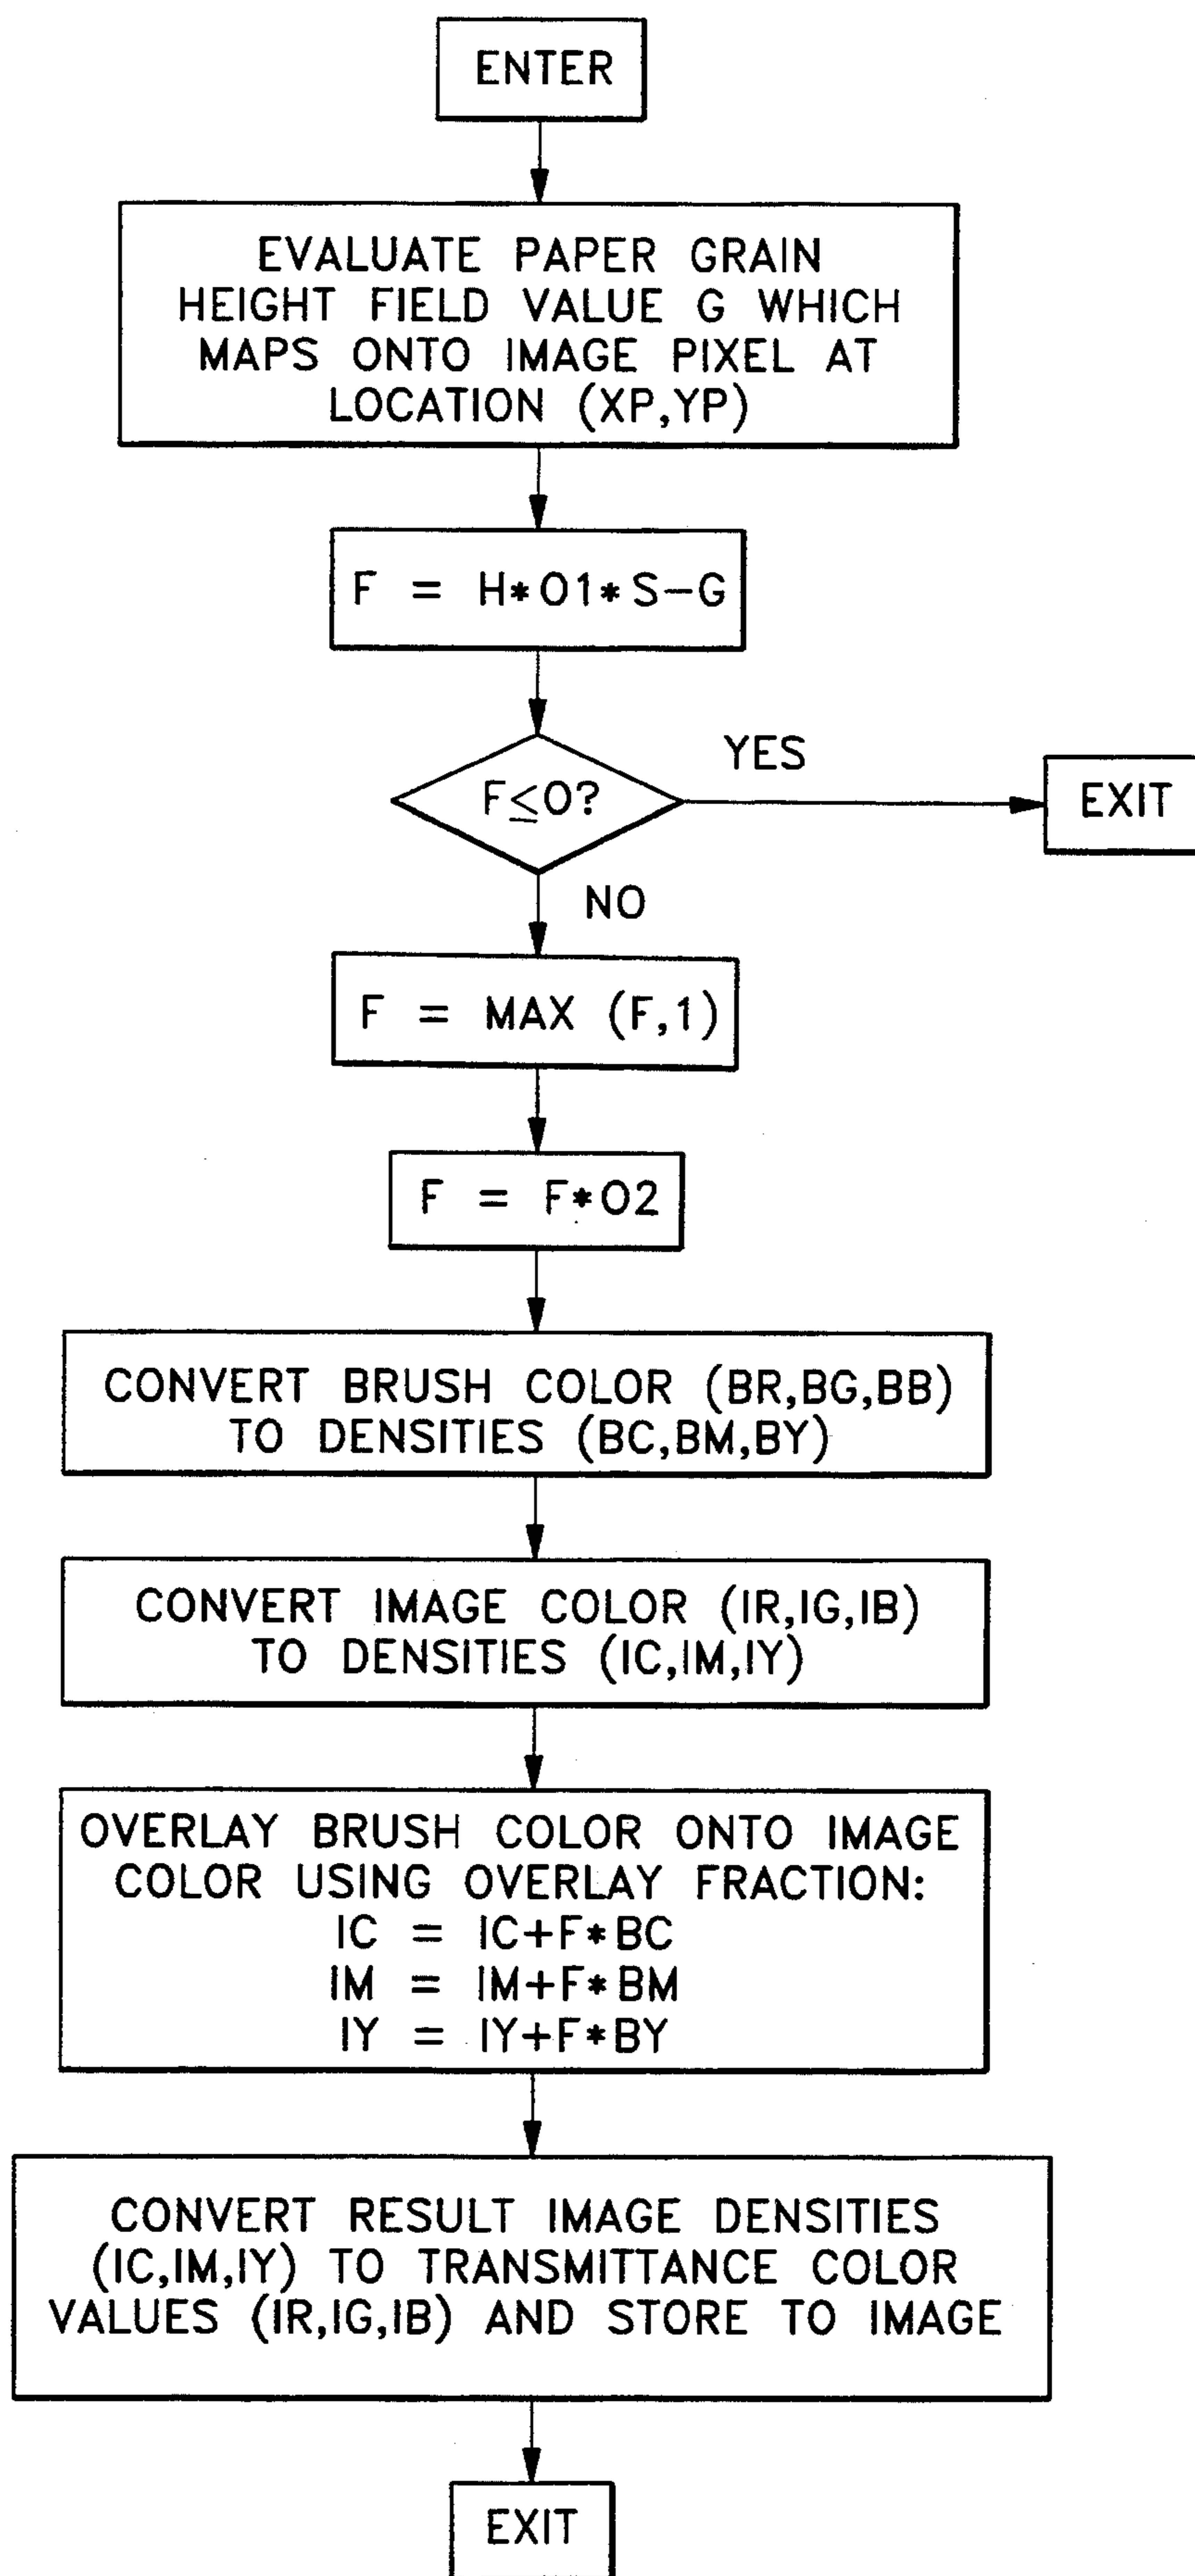 ENTER
EVALUATE PAPER GRAIN
HEIGHT FIELD VALUE G WHICH
MAPS ONTO IMAGE PIXEL AT
LOCATION (XP,YP)
F = H*O1*S-G
F≤0?
YES
EXIT
NO
F = MAX (F,1)
F = F*O2
CONVERT BRUSH COLOR (BR,BG,BB)
TO DENSITIES (BC,BM,BY)
CONVERT IMAGE COLOR (IR,IG,IB)
TO DENSITIES (IC,IM,IY)
OVERLAY BRUSH COLOR ONTO IMAGE
COLOR USING OVERLAY FRACTION:
IC = IC+F*BC
IM = IM+F*BM
IY = IY+F*BY
CONVERT RESULT IMAGE DENSITIES
(IC,IM,IY) TO TRANSMITTANCE COLOR
VALUES (IR,IG,IB) AND STORE TO IMAGE
EXIT